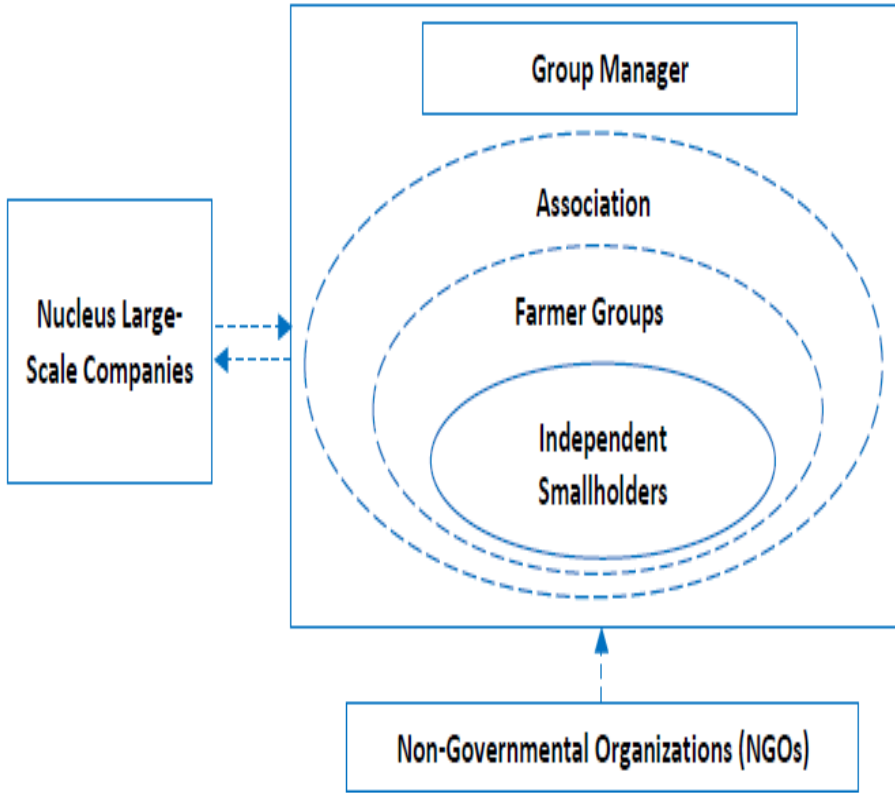 Group Manager
Association
Farmer Groups
Independent
Smallholders
Nucleus Large-
Scale Companies
Non-Governmental Organizations (NGOs)